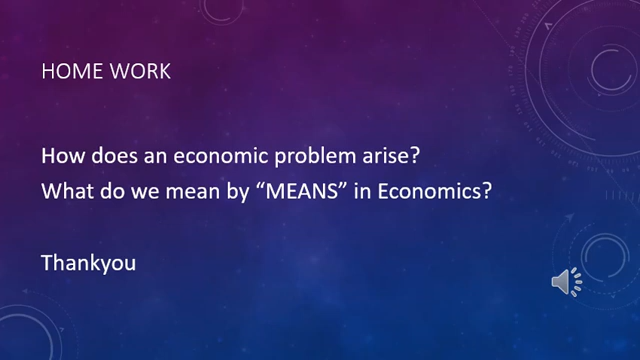 HOME WORK
How does an economic problem arise?
What do we mean by “MEANS” in Economics?
Thankyou